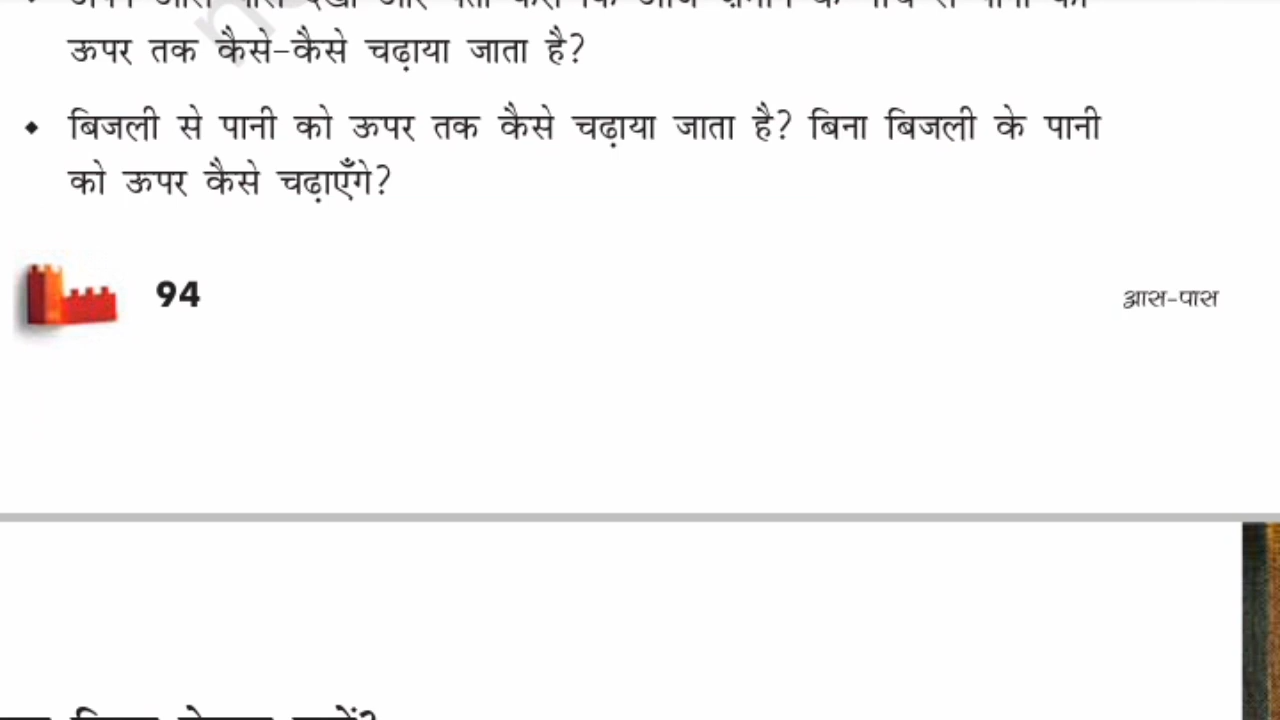 ऊपर तक कैसे-कैसे चढ़ाया जाता है?
• बिजली से पानी को ऊपर तक कैसे चढ़ाया जाता है? बिना बिजली के पानी
को ऊपर कैसे चढ़ाएँगे?
94
आस-पास